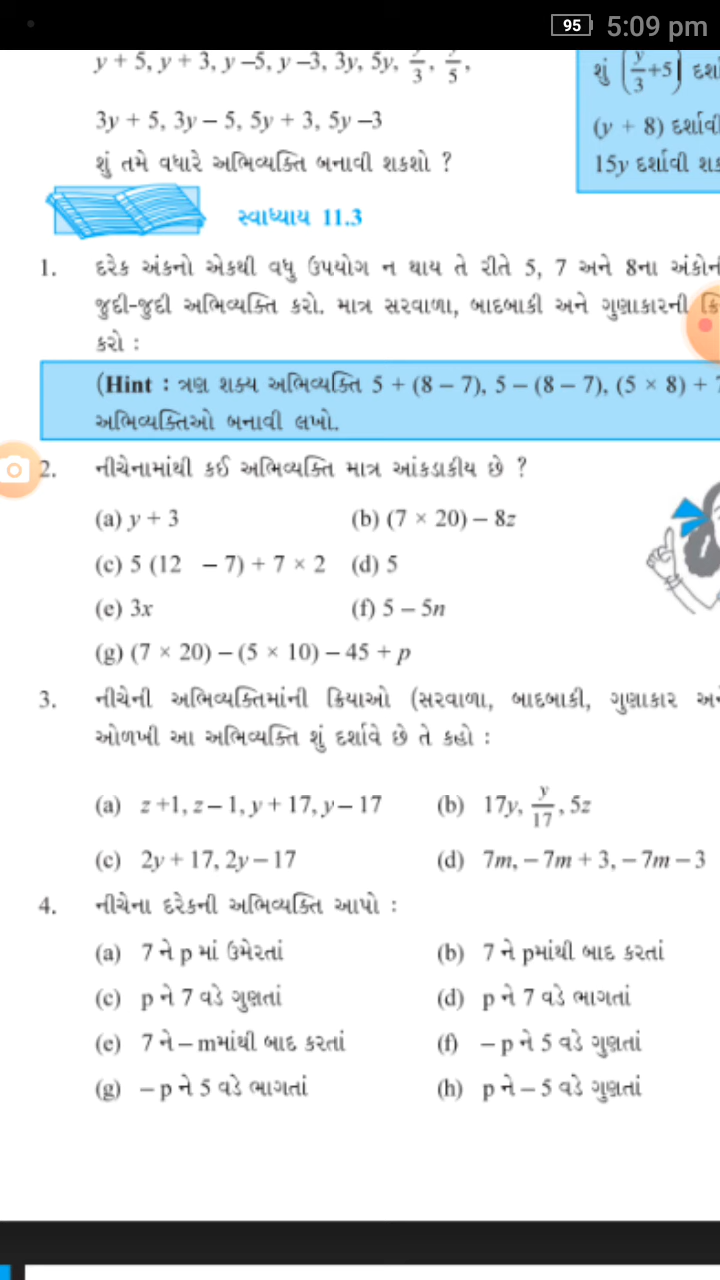 95 5:09 pm
y + 5, y + 3, y –5, y –3, 3y, 5y,
3y + 5, 3y – 5, 5y + 3, 5y –3
શું તમે વધારે અભિવ્યક્તિ બનાવી શકશો ?
શું (y/3+5)
(y + 8) દર્શાવી
15y દર્શાવી
સ્વાધ્યાય 11.3
1. દરેક અંકનો એકથી વધુ ઉપયોગ ન થાય તે રીતે 5, 7 અને 8ના
જુદી-જુદી અભિવ્યક્તિ કરો. માત્ર સરવાળા, બાદબાકી અને ગુણાકારની
કરો :
(Hint : ત્રણ શક્ય અભિવ્યક્તિ 5 + (8 – 7), 5 – (8 – 7), (5 × 8) +
અભિવ્યક્તિઓ બનાવી લખો.
2. નીચેનામાંથી કઈ અભિવ્યક્તિ માત્ર આંકડાકીય છે ?
(a) y + 3 (b) (7 × 20) – 8z
(c) 5 (12 – 7) + 7 × 2 (d) 5
(e) 3x (f) 5 – 5n
(g) (7 × 20) – (5 × 10) – 45 + p
3. નીચેની અભિવ્યક્તિમાંની ક્રિયાઓ (સરવાળા, બાદબાકી, ગુણાકાર
ઓળખી આ અભિવ્યક્તિ શું દર્શાવે છે તે કહો :
(a) z +1, z – 1, y + 17, y – 17 (b) 17y, y/17, 5z
(c) 2y + 17, 2y – 17 (d) 7m, – 7m + 3, – 7m – 3
4. નીચેના દરેકની અભિવ્યક્તિ આપો :
(a) 7 ને p માં ઉમેરતાં (b) 7 ને pમાંથી બાદ કરતાં
(c) p ને 7 વડે ગુણતાં (d) p ને 7 વડે ભાગતાં
(e) 7 ને – mમાંથી બાદ કરતાં (f) – p ને 5 વડે ગુણતાં
(g) – p ને 5 વડે ભાગતાં (h) p ને – 5 વડે ગુણતાં